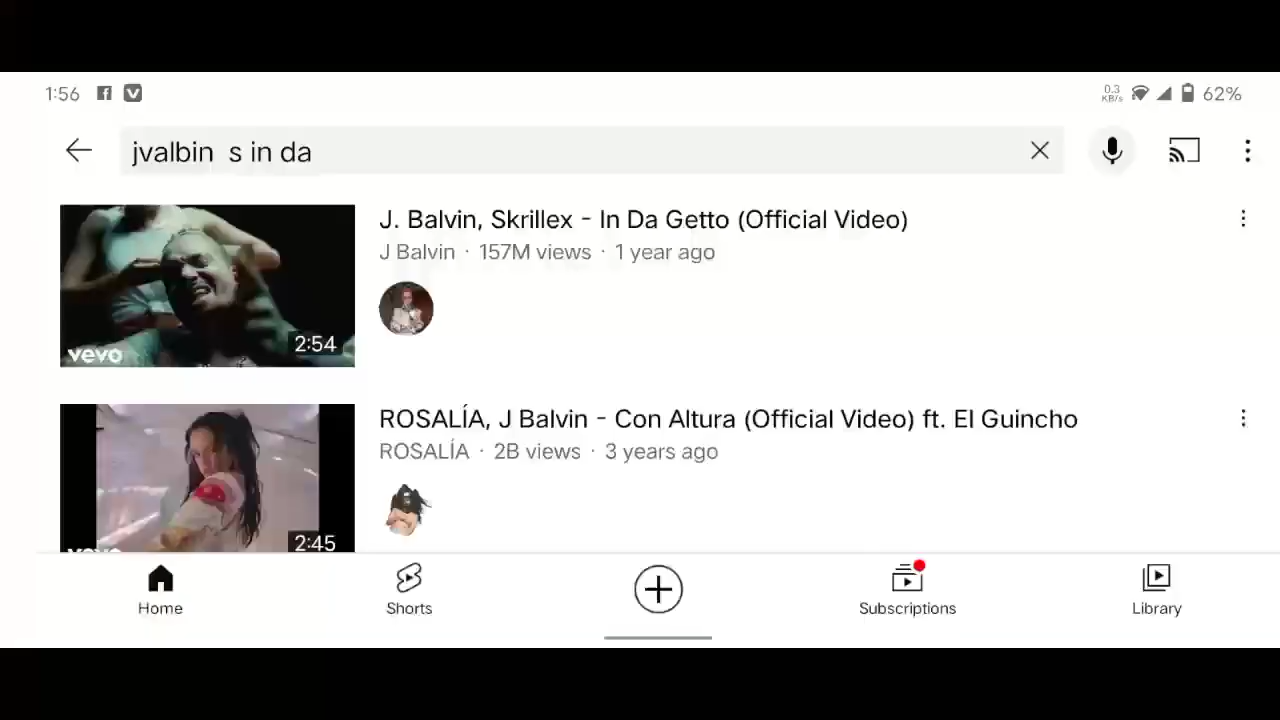 1:56
0.3 KB/s 62%
jvalbin s in da
J. Balvin, Skrillex - In Da Getto (Official Video)
J Balvin · 157M views · 1 year ago
vevo 2:54
ROSALÍA, J Balvin - Con Altura (Official Video) ft. El Guincho
ROSALÍA · 2B views · 3 years ago
vevo 2:45
Home Shorts Subscriptions Library